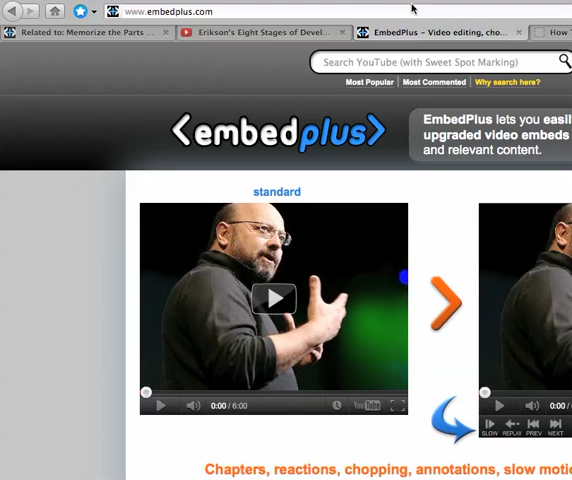 www.embedplus.com
Related to: Memorize the Parts ...
Erikson's Eight Stages of Devel...
EmbedPlus – Video editing, cho...
How T
Search YouTube (with Sweet Spot Marking)
Most Popular Most Commented Why search here?
<embedplus>
EmbedPlus lets you easil
upgraded video embeds
and relevant content.
standard
0:00 / 6:00
YouTube
0:00 /
SLOW REPLAY PREV NEXT
Chapters, reactions, chopping, annotations, slow motio